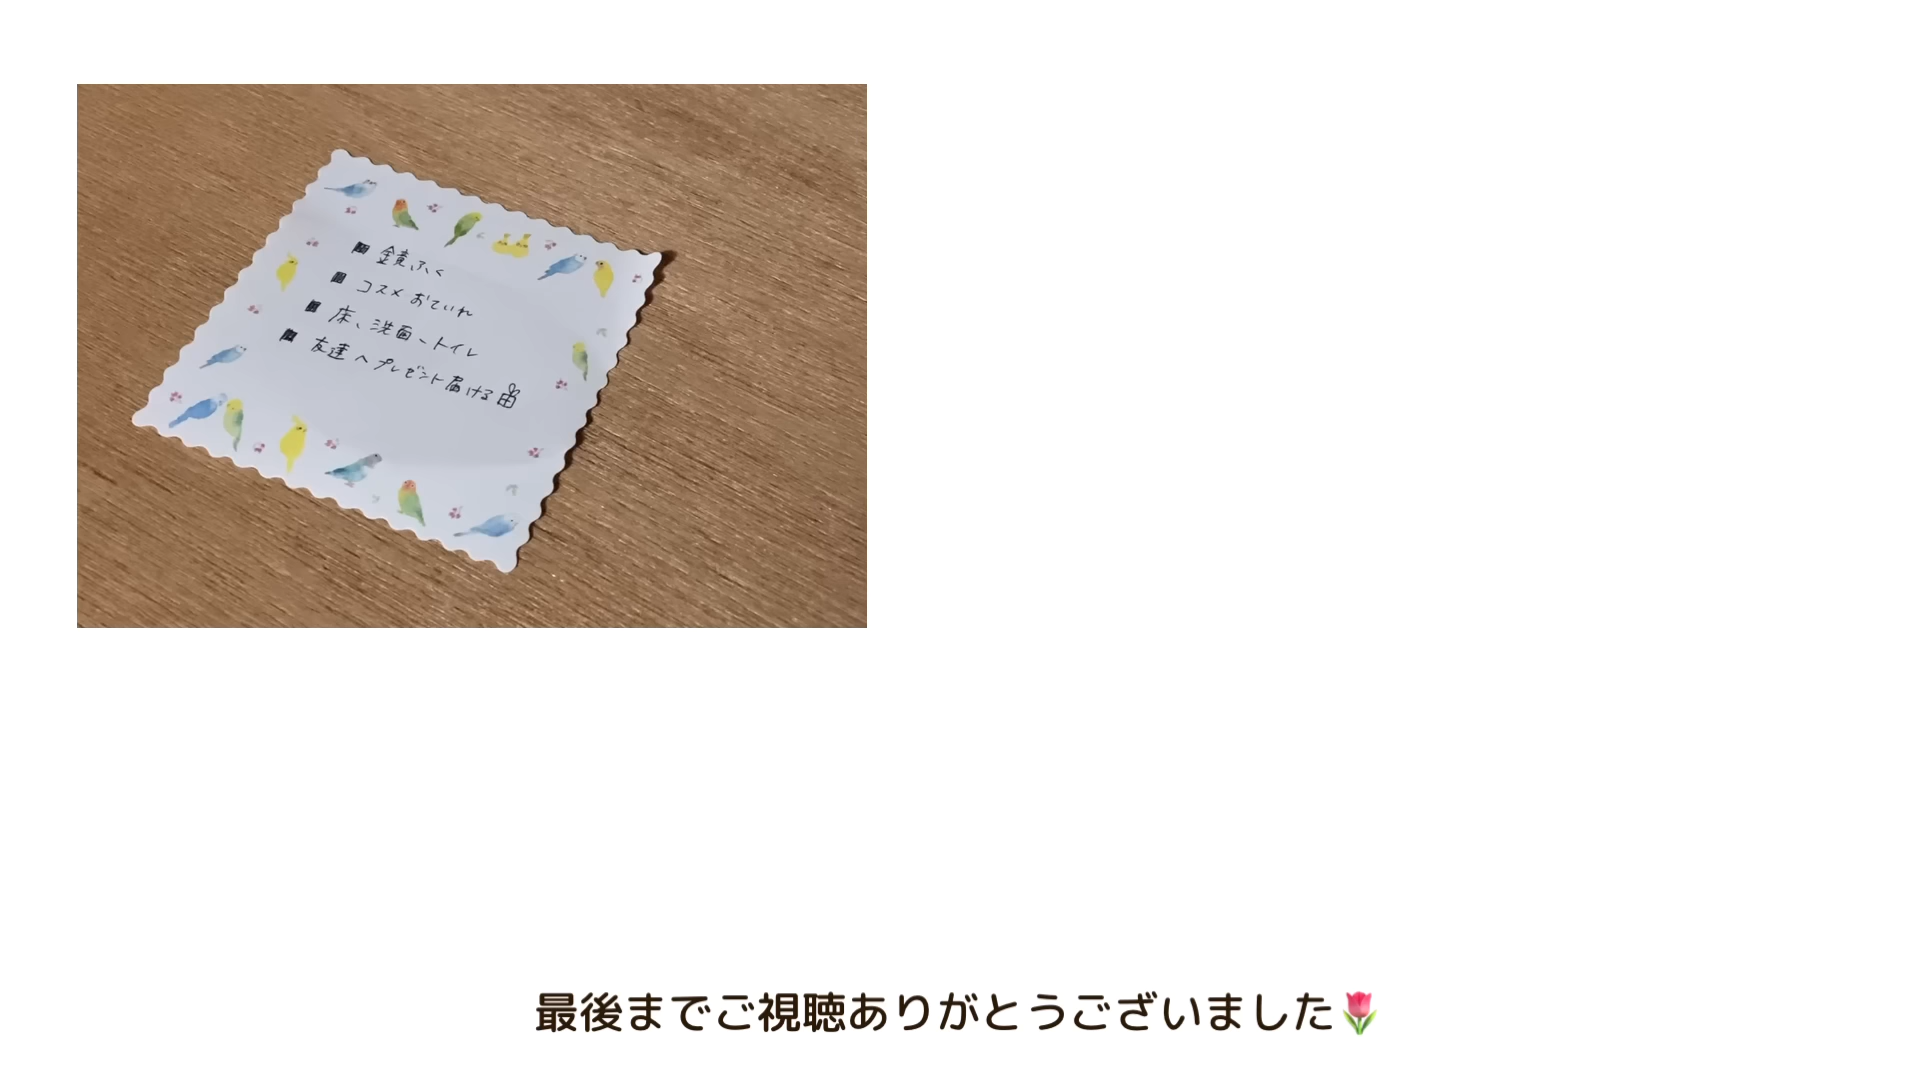 鏡ふく
コスメ おていれ
床、洗面、トイレ
友達へプレゼント届ける
最後までご視聴ありがとうございました🌷